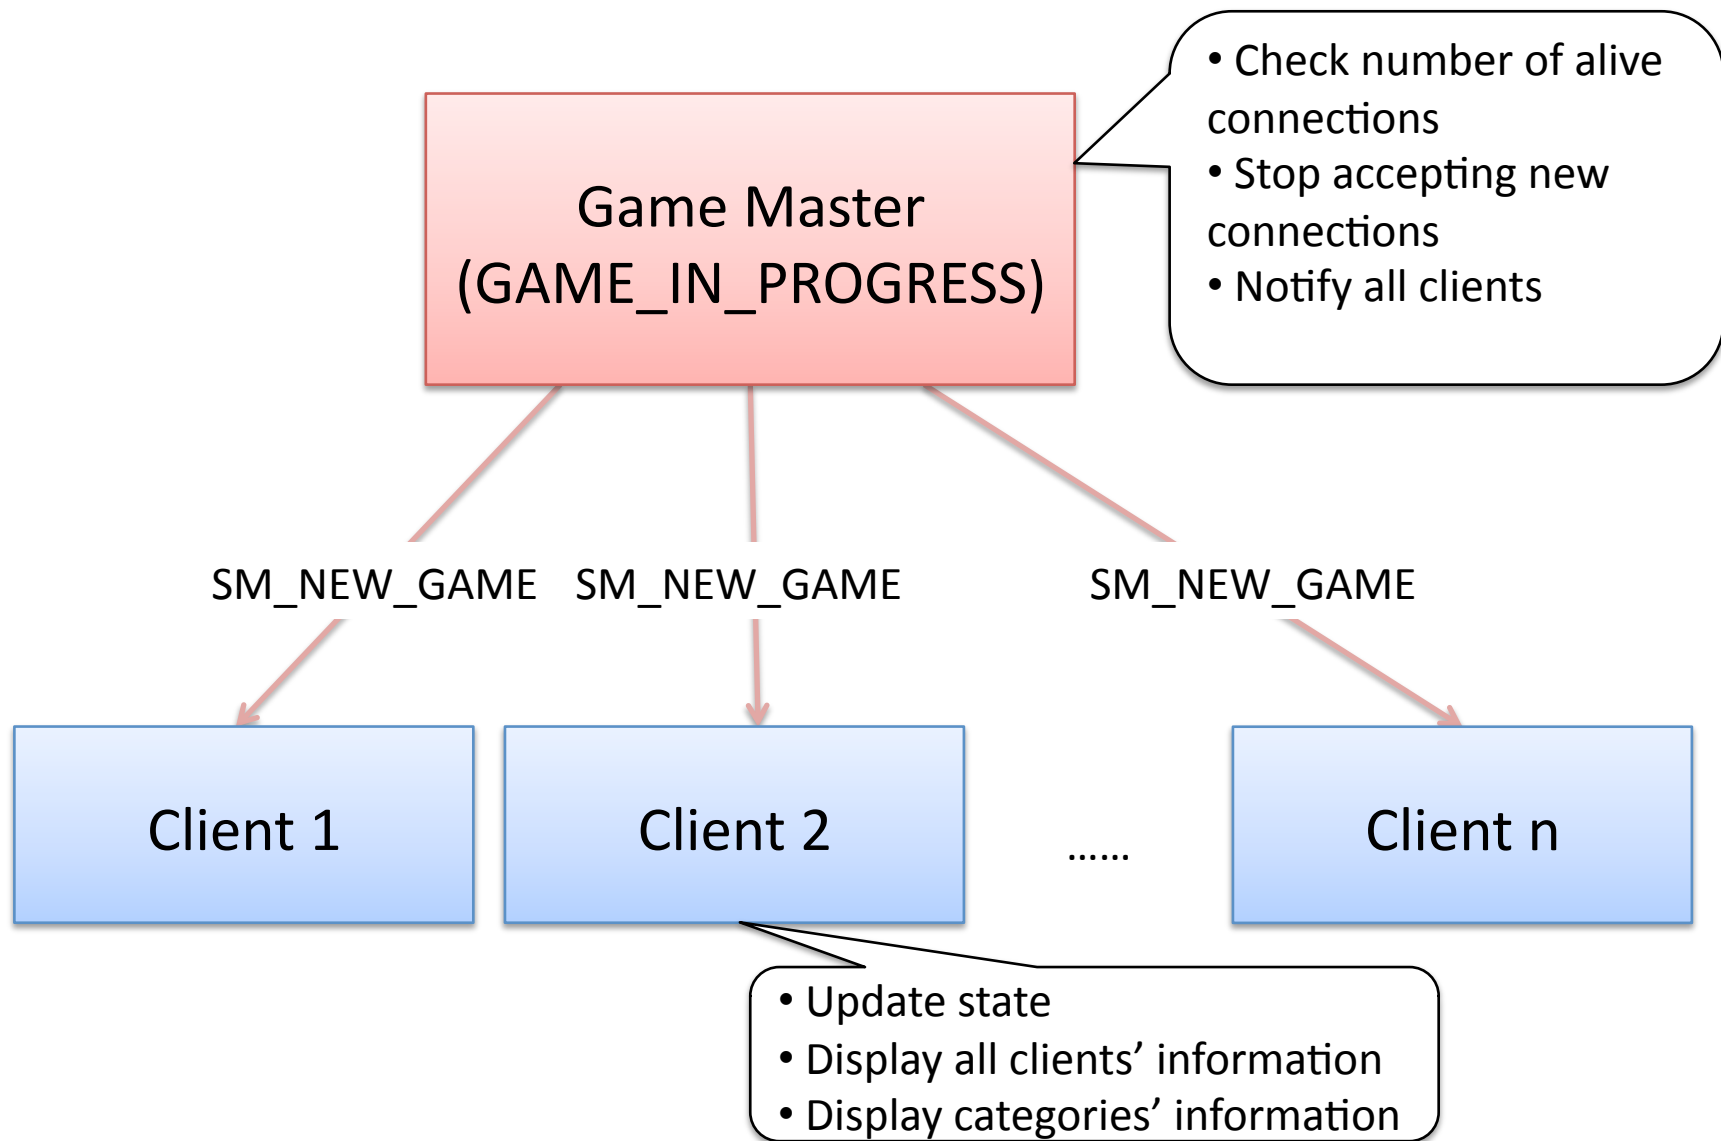 • Check number of alive
connections
• Stop accepting new
connections
• Notify all clients
Game Master
(GAME_IN_PROGRESS)
SM_NEW_GAME
SM_NEW_GAME
SM_NEW_GAME
Client 1
Client 2
......
Client n
• Update state
• Display all clients’ information
• Display categories’ information